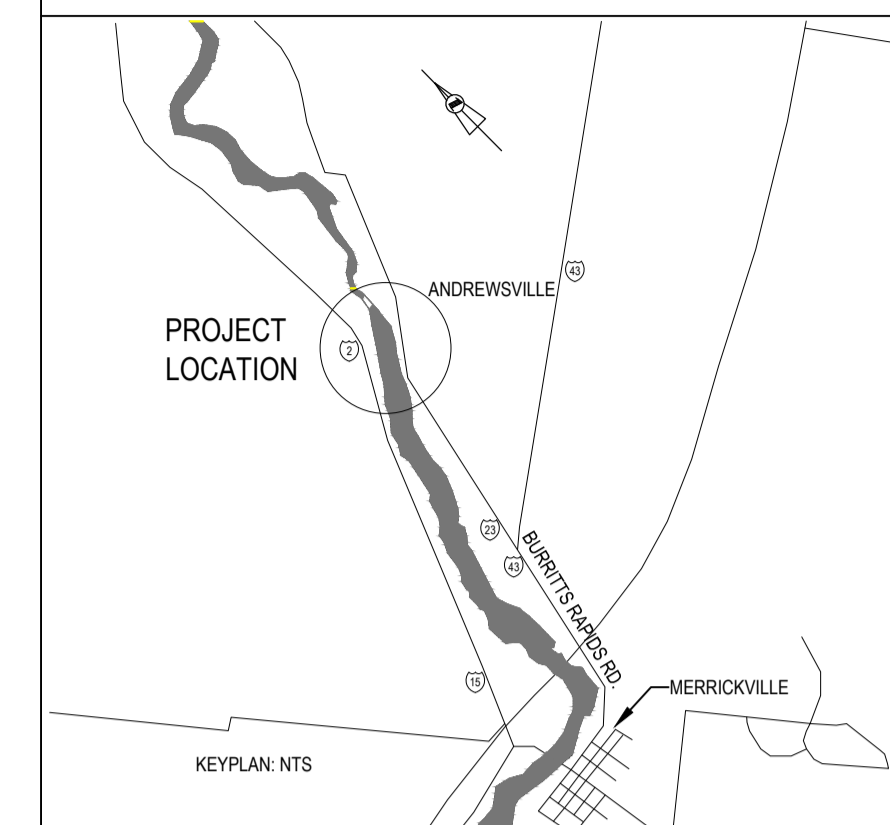 43
ANDREWSVILLE
PROJECT
LOCATION
2
23
43
BURRITTS RAPIDS RD.
15
MERRICKVILLE
KEYPLAN: NTS